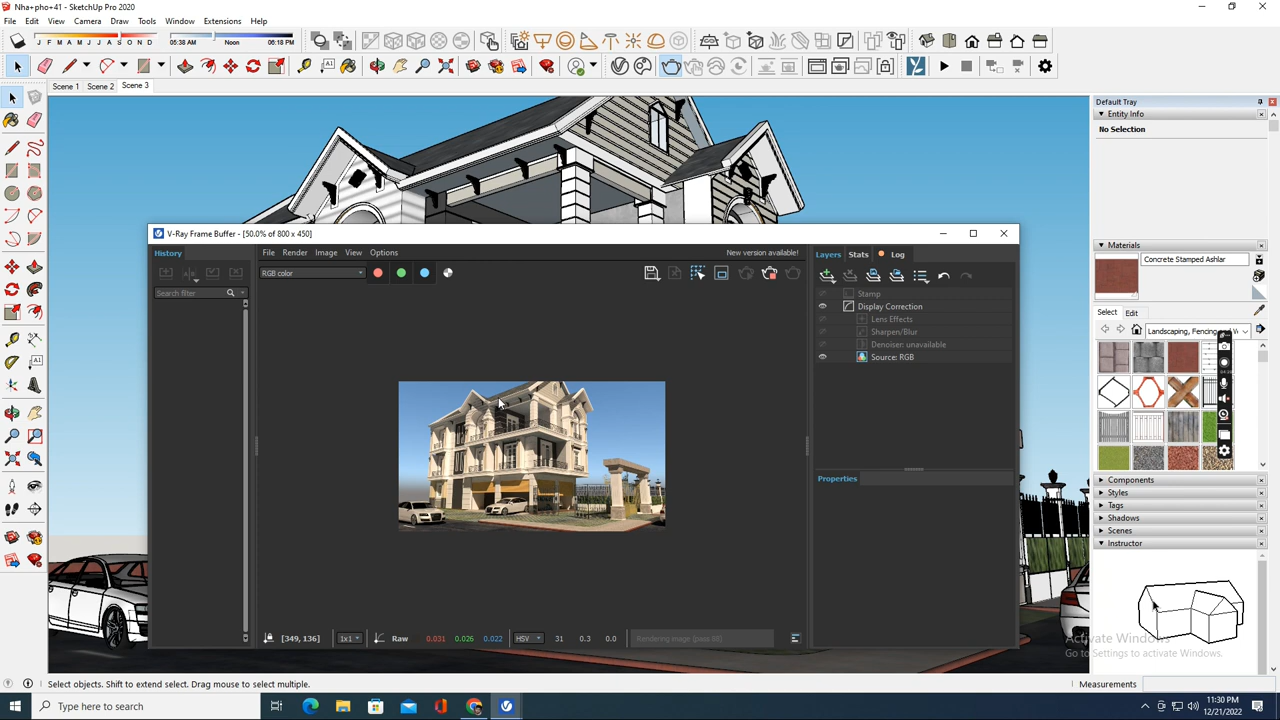 Nha+pho+41 - SketchUp Pro 2020
File Edit View Camera Draw Tools Window Extensions Help
J F M A M J J A S O N D 05:38 AM Noon 06:18 PM
Scene 1 Scene 2 Scene 3
Default Tray
Entity Info
No Selection
V-Ray Frame Buffer - [50.0% of 800 x 450]
History
File Render Image View Options
New version available!
Layers Stats Log
RGB color
Search filter
Stamp
Display Correction
Lens Effects
Sharpen/Blur
Denoiser: unavailable
Source: RGB
Properties
[349, 136] 1x1 Raw 0.031 0.026 0.022 HSV 31 0.3 0.0 Rendering image (pass 68)
Materials
Concrete Stamped Ashlar
Select Edit
Landscaping, Fencing and V
Components
Styles
Tags
Shadows
Scenes
Instructor
Activate Windows
Go to Settings to activate Windows.
Select objects. Shift to extend select. Drag mouse to select multiple.
Measurements
Type here to search
11:30 PM
12/21/2022